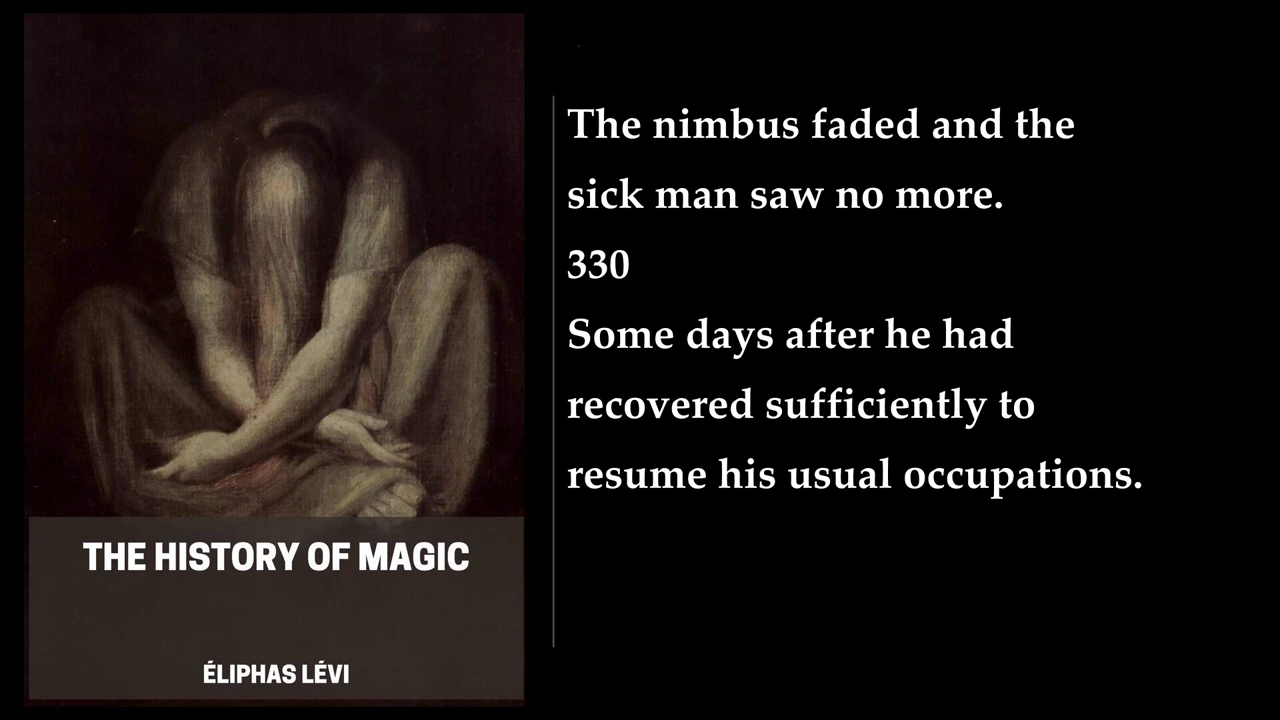 THE HISTORY OF MAGIC
ÉLIPHAS LÉVI
The nimbus faded and the
sick man saw no more.
330
Some days after he had
recovered sufficiently to
resume his usual occupations.